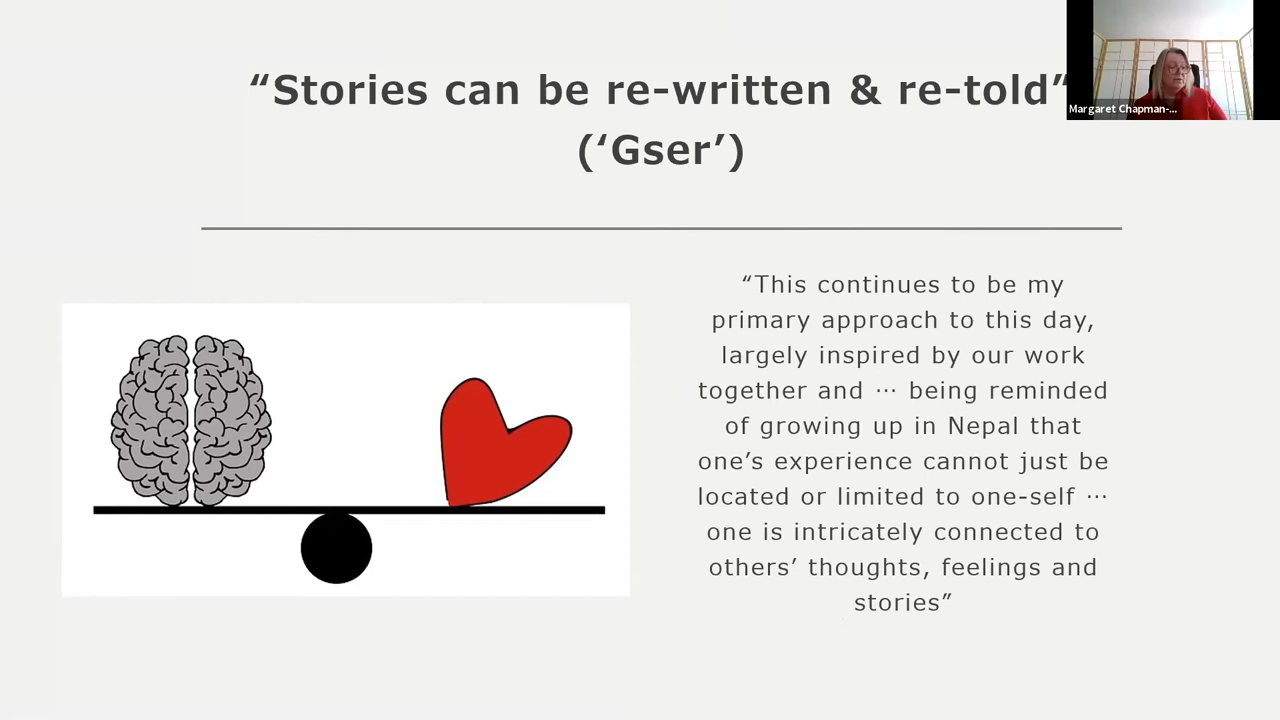 “Stories can be re-written & re-told”
(‘Gser’)
Margaret Chapman-...
“This continues to be my
primary approach to this day,
largely inspired by our work
together and ··· being reminded
of growing up in Nepal that
one’s experience cannot just be
located or limited to one-self ···
one is intricately connected to
others’ thoughts, feelings and
stories”